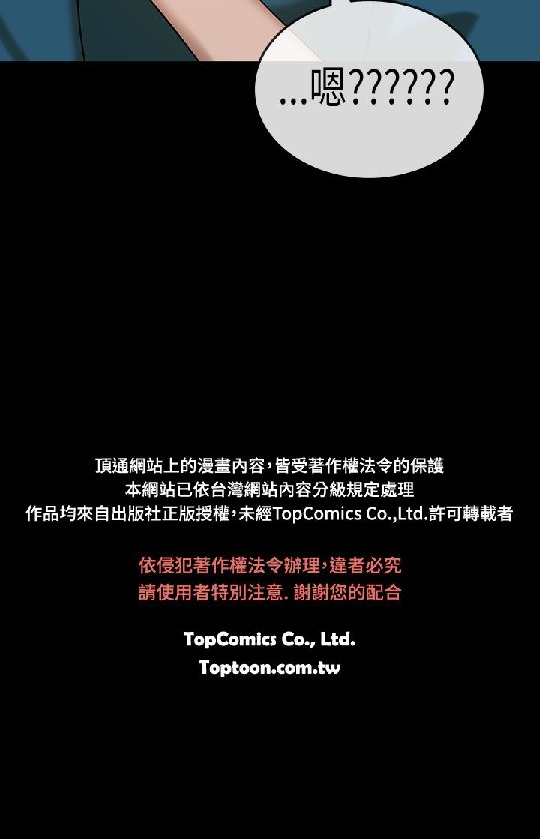 ...嗯??????
頂通網站上的漫畫內容,皆受著作權法令的保護
本網站已依台灣網站內容分級規定處理
作品均來自出版社正版授權,未經TopComics Co.,Ltd.許可轉載者
依侵犯著作權法令辦理,違者必究
請使用者特別注意. 謝謝您的配合
TopComics Co., Ltd.
Toptoon.com.tw